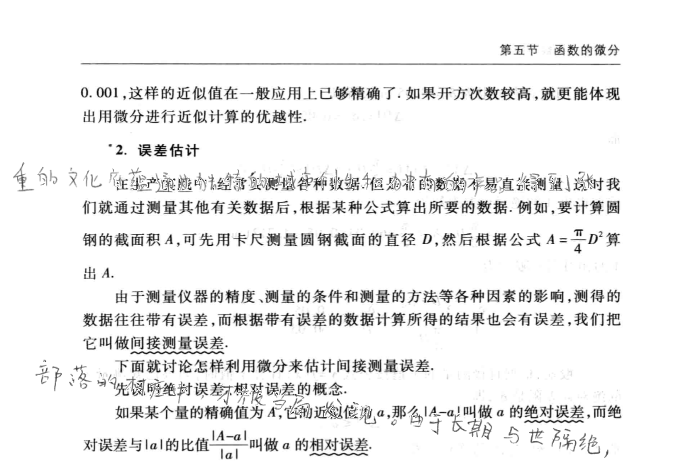 第五节 函数的微分
0.001,这样的近似值在一般应用上已够精确了.如果开方次数较高,就更能体现
出用微分进行近似计算的优越性.
*2. 误差估计
重的文化
在生产实践中,经常要测量各种数据.但是有的数据不易直接测量,这时我
们就通过测量其他有关数据后,根据某种公式算出所要的数据.例如,要计算圆
钢的截面积 A,可先用卡尺测量圆钢截面的直径 D,然后根据公式 A=π/4 D²算
出 A.
由于测量仪器的精度、测量的条件和测量的方法等各种因素的影响,测得的
数据往往带有误差,而根据带有误差的数据计算所得的结果也会有误差,我们把
它叫做间接测量误差.
下面就讨论怎样利用微分来估计间接测量误差.
部落的
先说明绝对误差、相对误差的概念.
如果某个量的精确值为 A,它的近似值为 a,那么|A-a|叫做 a 的绝对误差,而绝
。由于长期与世隔绝,
对误差与|a|的比值|A-a|/|a|叫做 a 的相对误差.